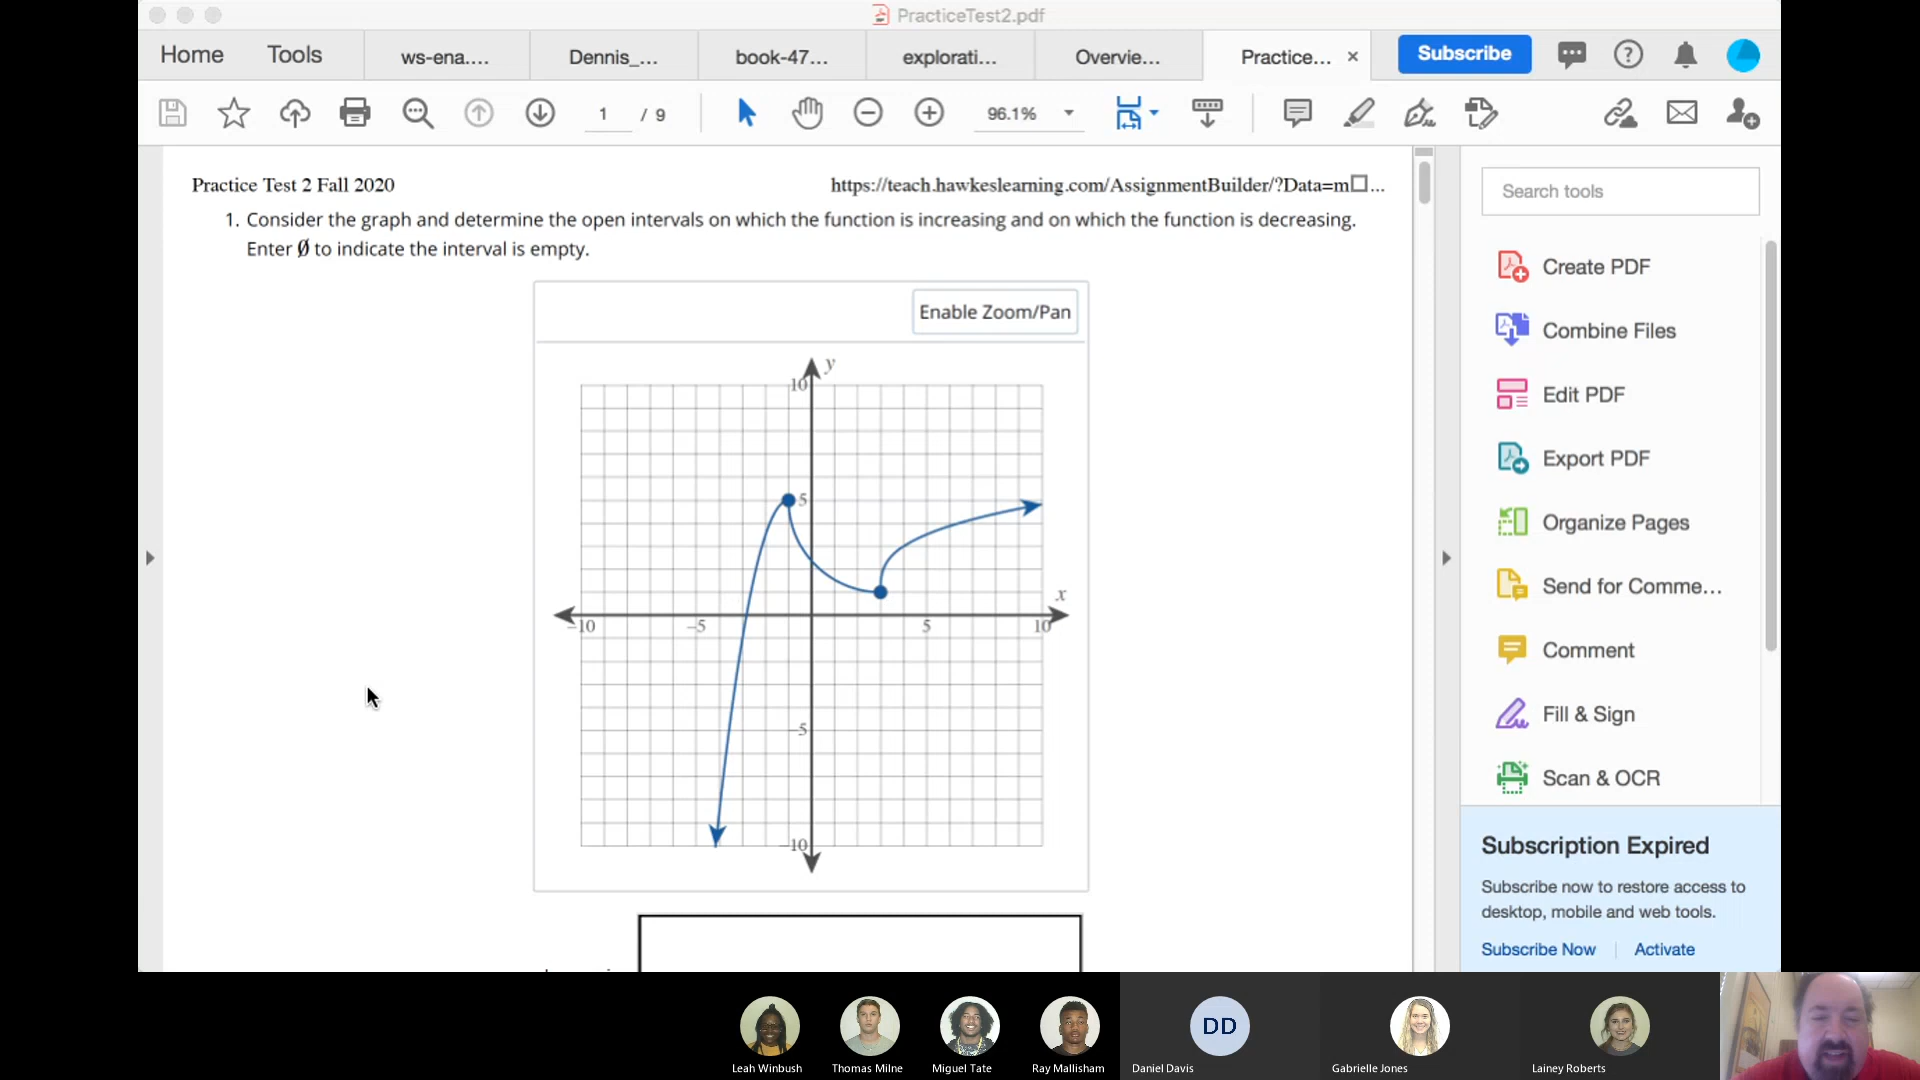 PracticeTest2.pdf
Home Tools ws-ena.... Dennis_... book-47... explorati... Overvie... Practice... × Subscribe
1 / 9 96.1%
Practice Test 2 Fall 2020 https://teach.hawkeslearning.com/AssignmentBuilder/?Data=m☐...
1. Consider the graph and determine the open intervals on which the function is increasing and on which the function is decreasing.
Enter Ø to indicate the interval is empty.
Enable Zoom/Pan
y
10
5
x
-10 -5 5 10
-5
-10
Search tools
Create PDF
Combine Files
Edit PDF
Export PDF
Organize Pages
Send for Comme...
Comment
Fill & Sign
Scan & OCR
Subscription Expired
Subscribe now to restore access to
desktop, mobile and web tools.
Subscribe Now | Activate
DD
Leah Winbush Thomas Milne Miguel Tate Ray Mallisham Daniel Davis Gabrielle Jones Lainey Roberts